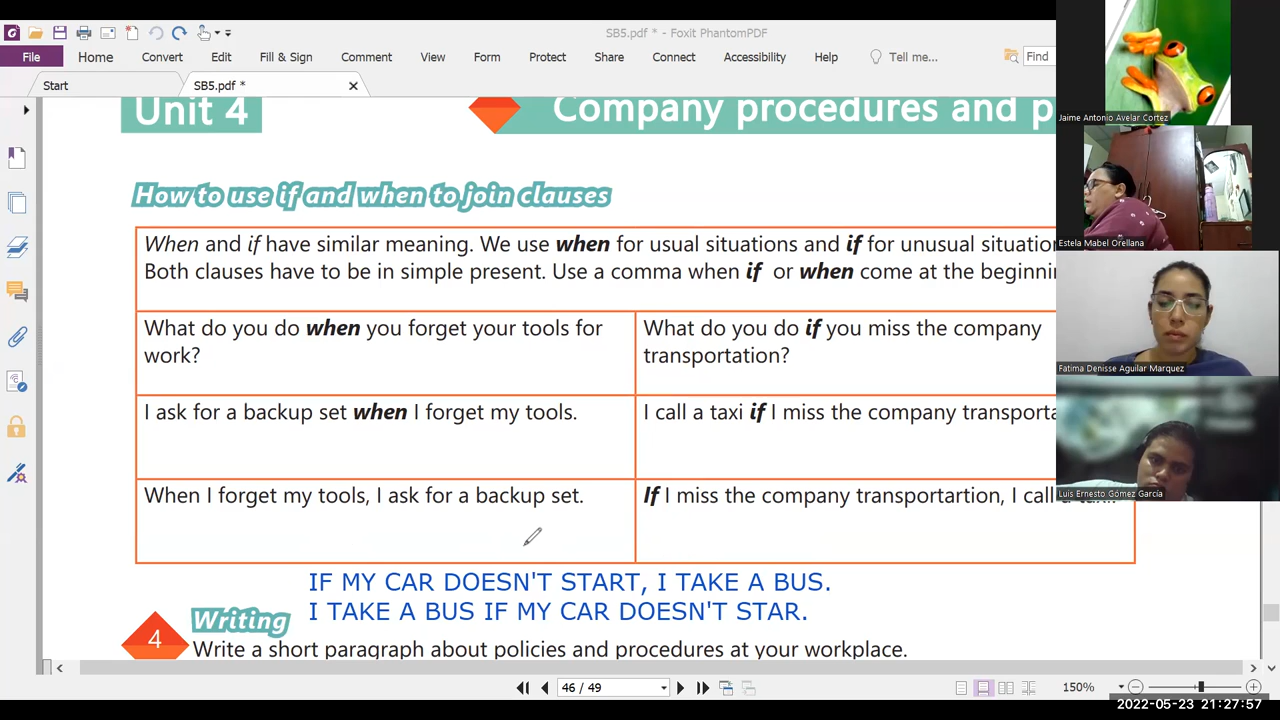 SB5.pdf * - Foxit PhantomPDF
File Home Convert Edit Fill & Sign Comment View Form Protect Share Connect Accessibility Help Tell me... Find
Start SB5.pdf *
Unit 4 Company procedures and p
How to use if and when to join clauses
When and if have similar meaning. We use when for usual situations and if for unusual situatio
Both clauses have to be in simple present. Use a comma when if or when come at the beginni
What do you do when you forget your tools for
work?
What do you do if you miss the company
transportation?
I ask for a backup set when I forget my tools.
I call a taxi if I miss the company transporta
When I forget my tools, I ask for a backup set.
If I miss the company transportartion, I call a taxi.
IF MY CAR DOESN'T START, I TAKE A BUS.
I TAKE A BUS IF MY CAR DOESN'T STAR.
4 Writing
Write a short paragraph about policies and procedures at your workplace.
46 / 49
150%
Jaime Antonio Avelar Cortez
Estela Mabel Orellana
Fatima Denisse Aguilar Marquez
Luis Ernesto Gómez García
2022-05-23 21:27:57